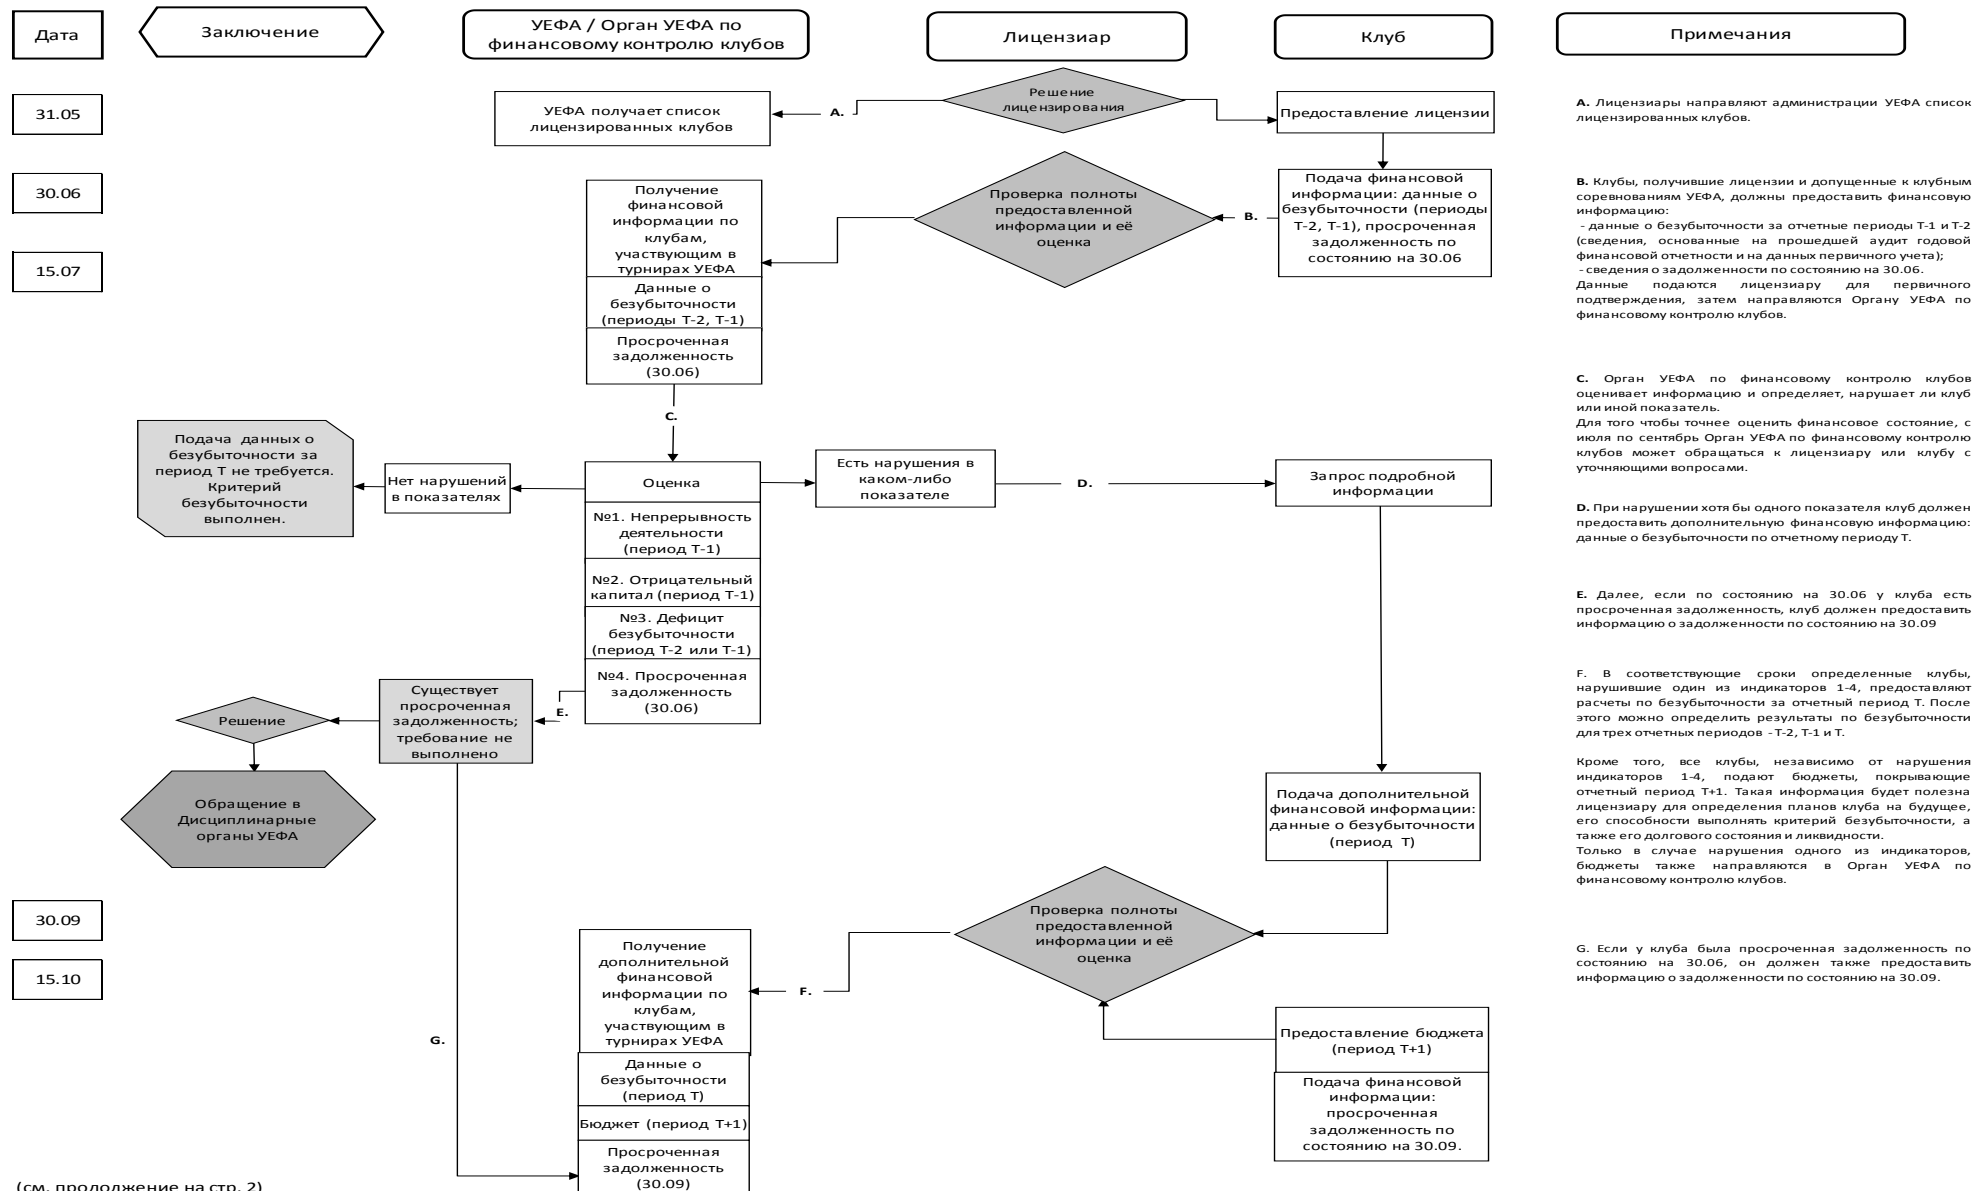 Дата
Заключение
УЕФА / Орган УЕФА по
финансовому контролю клубов
Лицензиар
Клуб
Примечания
31.05
30.06
15.07
30.09
15.10
УЕФА получает список
лицензированных клубов
A.
Решение
лицензирования
Предоставление лицензии
Получение
финансовой
информации по
клубам,
участвующим в
турнирах УЕФА
Данные о
безубыточности
(периоды Т-2, Т-1)
Просроченная
задолженность
(30.06)
Проверка полноты
предоставленной
информации и её
оценка
B.
Подача финансовой
информации: данные о
безубыточности (периоды
Т-2, Т-1), просроченная
задолженность по
состоянию на 30.06
C.
Подача данных о
безубыточности за
период Т не требуется.
Критерий
безубыточности
выполнен.
Нет нарушений
в показателях
Оценка
№1. Непрерывность
деятельности
(период Т-1)
№2. Отрицательный
капитал (период Т-1)
№3. Дефицит
безубыточности
(период Т-2 или Т-1)
№4. Просроченная
задолженность
(30.06)
Есть нарушения в
каком-либо
показателе
D.
Запрос подробной
информации
E.
Существует
просроченная
задолженность;
требование не
выполнено
Решение
Обращение в
Дисциплинарные
органы УЕФА
Подача дополнительной
финансовой информации:
данные о безубыточности
(период Т)
Проверка полноты
предоставленной
информации и её
оценка
F.
Получение
дополнительной
финансовой
информации по
клубам,
участвующим в
турнирах УЕФА
Данные о
безубыточности
(период Т)
Бюджет (период Т+1)
Просроченная
задолженность
(30.09)
G.
Предоставление бюджета
(период Т+1)
Подача финансовой
информации:
просроченная
задолженность по
состоянию на 30.09.
A. Лицензиары направляют администрации УЕФА список
лицензированных клубов.
B. Клубы, получившие лицензии и допущенные к клубным
соревнованиям УЕФА, должны предоставить финансовую
информацию:
- данные о безубыточности за отчетные периоды Т-1 и Т-2
(сведения, основанные на прошедшей аудит годовой
финансовой отчетности и на данных первичного учета);
- сведения о задолженности по состоянию на 30.06.
Данные подаются лицензиару для первичного
подтверждения, затем направляются Органу УЕФА по
финансовому контролю клубов.
C. Орган УЕФА по финансовому контролю клубов
оценивает информацию и определяет, нарушает ли клуб
или иной показатель.
Для того чтобы точнее оценить финансовое состояние, с
июля по сентябрь Орган УЕФА по финансовому контролю
клубов может обращаться к лицензиару или клубу с
уточняющими вопросами.
D. При нарушении хотя бы одного показателя клуб должен
предоставить дополнительную финансовую информацию:
данные о безубыточности по отчетному периоду Т.
E. Далее, если по состоянию на 30.06 у клуба есть
просроченная задолженность, клуб должен предоставить
информацию о задолженности по состоянию на 30.09
F. В соответствующие сроки определенные клубы,
нарушившие один из индикаторов 1-4, предоставляют
расчеты по безубыточности за отчетный период Т. После
этого можно определить результаты по безубыточности
для трех отчетных периодов - Т-2, Т-1 и Т.
Кроме того, все клубы, независимо от нарушения
индикаторов 1-4, подают бюджеты, покрывающие
отчетный период Т+1. Такая информация будет полезна
лицензиару для определения планов клуба на будущее,
его способности выполнять критерий безубыточности, а
также его долгового состояния и ликвидности.
Только в случае нарушения одного из индикаторов,
бюджеты также направляются в Орган УЕФА по
финансовому контролю клубов.
G. Если у клуба была просроченная задолженность по
состоянию на 30.06, он должен также предоставить
информацию о задолженности по состоянию на 30.09.
(см. продолжение на стр. 2)